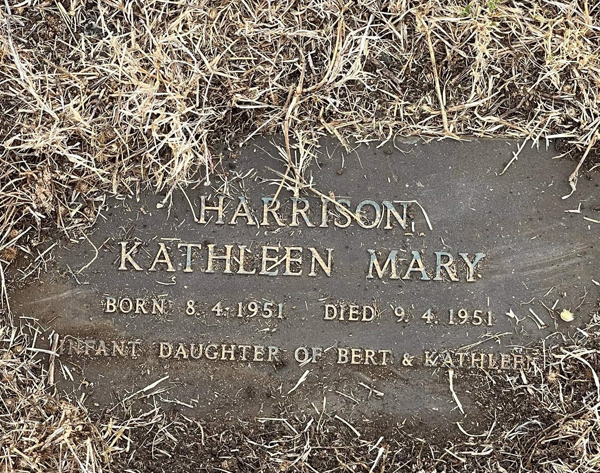 HARRISON
KATHLEEN MARY
BORN 8.4.1951 DIED 9.4.1951
INFANT DAUGHTER OF BERT & KATHLEEN